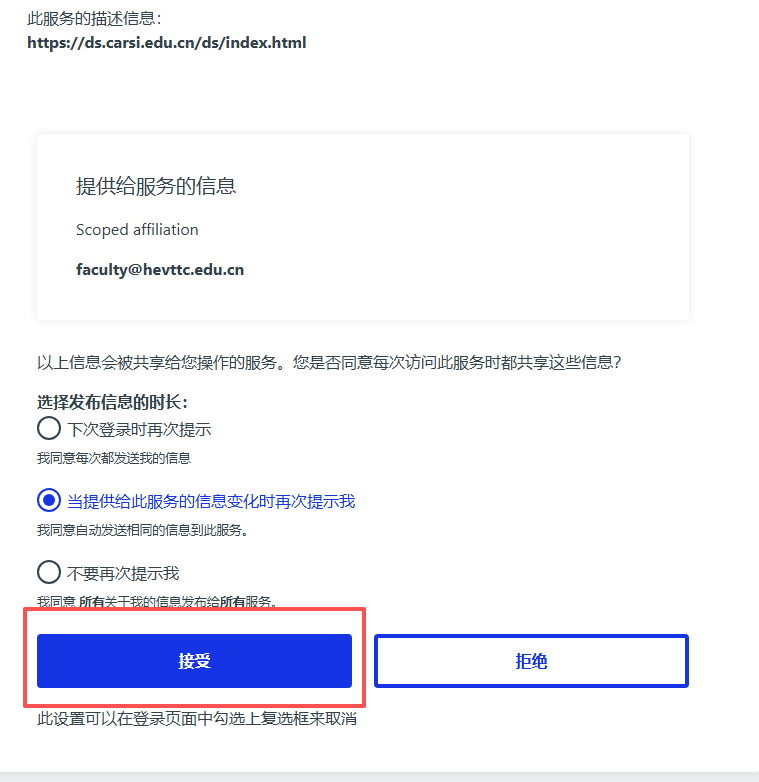 此服务的描述信息：
https://ds.carsi.edu.cn/ds/index.html
提供给服务的信息
Scoped affiliation
faculty@hevttc.edu.cn
以上信息会被共享给您操作的服务。您是否同意每次访问此服务时都共享这些信息？
选择发布信息的时长：
下次登录时再次提示
我同意每次都发送我的信息
当提供给此服务的信息变化时再次提示我
我同意自动发送相同的信息到此服务。
不要再次提示我
我同意 所有关于我的信息发布给所有服务。
接受
拒绝
此设置可以在登录页面中勾选上复选框来取消